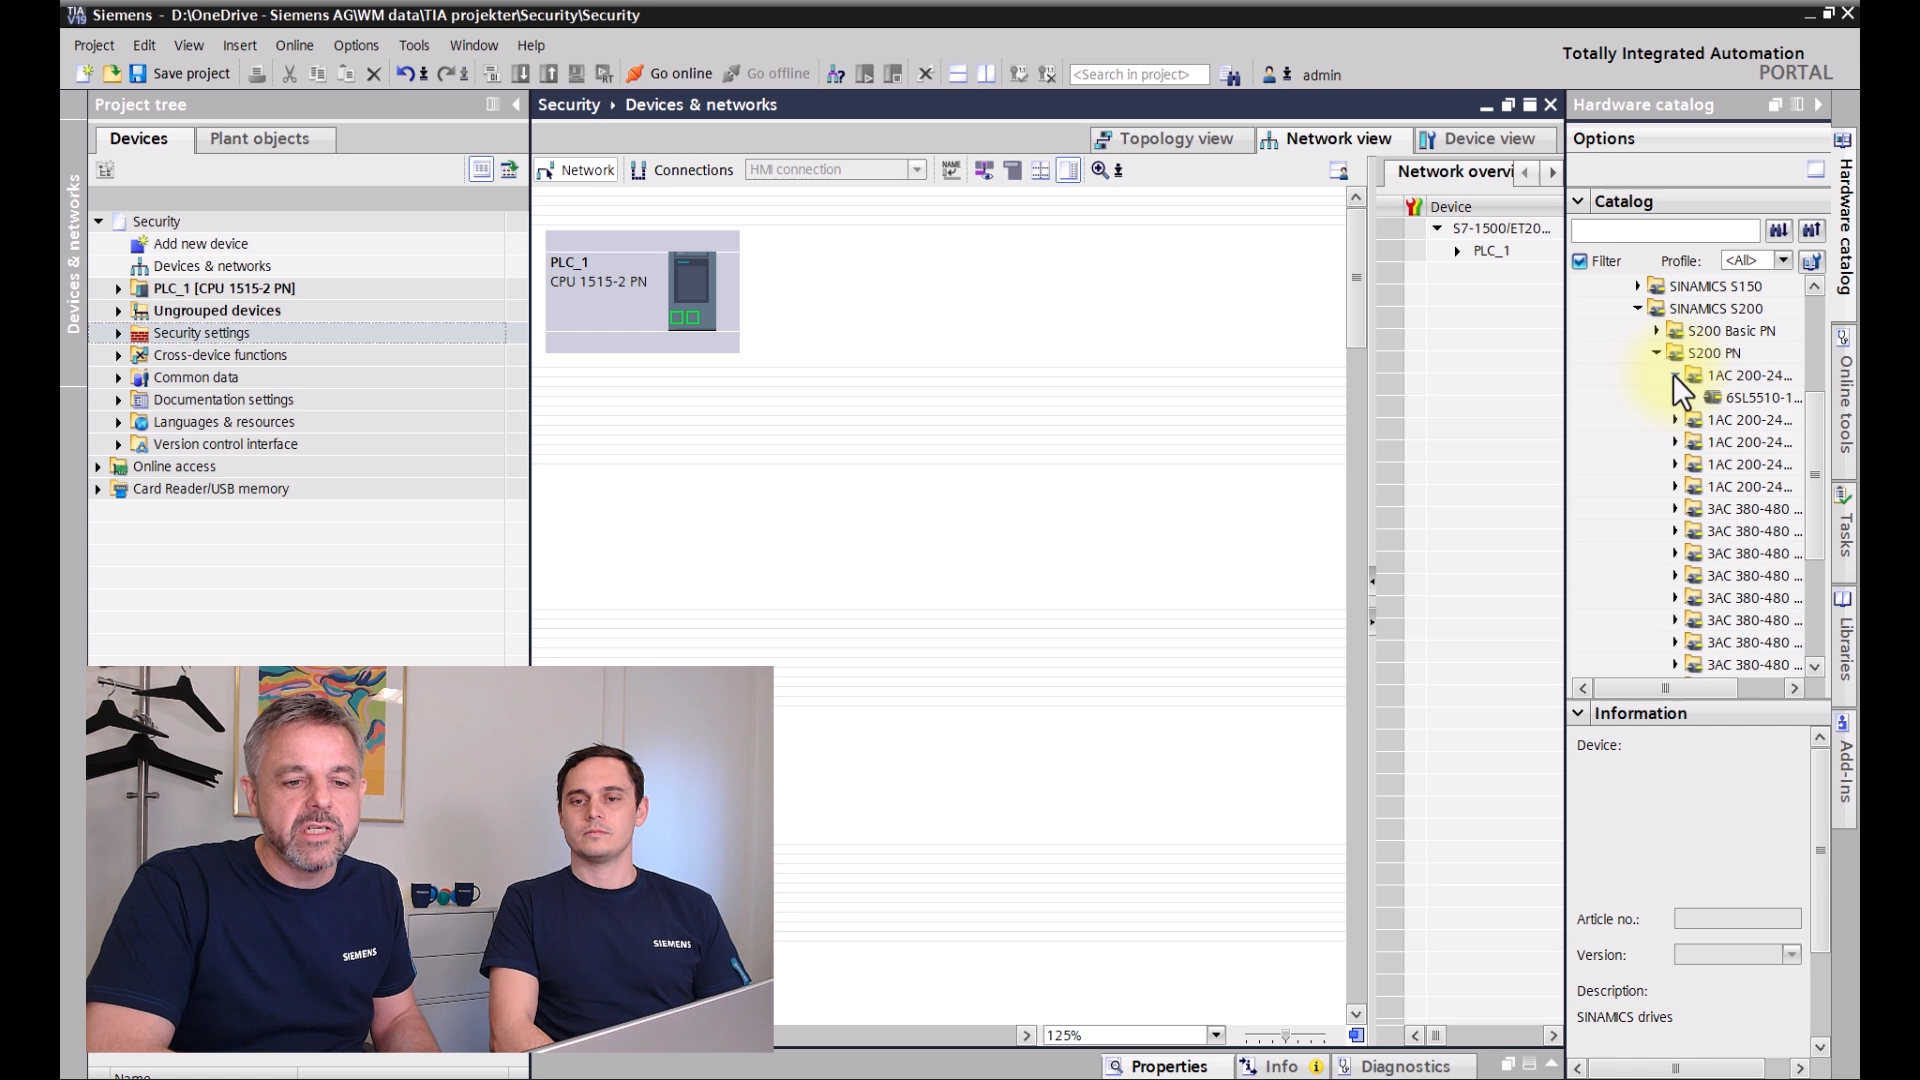 TIA V19 Siemens - D:\OneDrive - Siemens AG\WM data\TIA projekter\Security\Security
Project Edit View Insert Online Options Tools Window Help
Totally Integrated Automation
PORTAL
Save project
Go online
Go offline
<Search in project>
admin
Project tree
Security
Devices & networks
Hardware catalog
Devices
Plant objects
Topology view
Network view
Device view
Options
Network
Connections
HMI connection
NAME
Network overvi
Device
S7-1500/ET20...
PLC_1
Devices & networks
Security
Add new device
Devices & networks
PLC_1 [CPU 1515-2 PN]
Ungrouped devices
Security settings
Cross-device functions
Common data
Documentation settings
Languages & resources
Version control interface
Online access
Card Reader/USB memory
PLC_1
CPU 1515-2 PN
Catalog
Filter
Profile:
<All>
SINAMICS S150
SINAMICS S200
S200 Basic PN
S200 PN
1AC 200-24...
6SL5510-1...
1AC 200-24...
1AC 200-24...
1AC 200-24...
1AC 200-24...
3AC 380-480 ...
3AC 380-480 ...
3AC 380-480 ...
3AC 380-480 ...
3AC 380-480 ...
3AC 380-480 ...
3AC 380-480 ...
3AC 380-480 ...
Information
Device:
Article no.:
Version:
Description:
SINAMICS drives
Hardware catalog
Online tools
Tasks
Libraries
Add-Ins
SIEMENS
SIEMENS
125%
Properties
Info
Diagnostics
Name